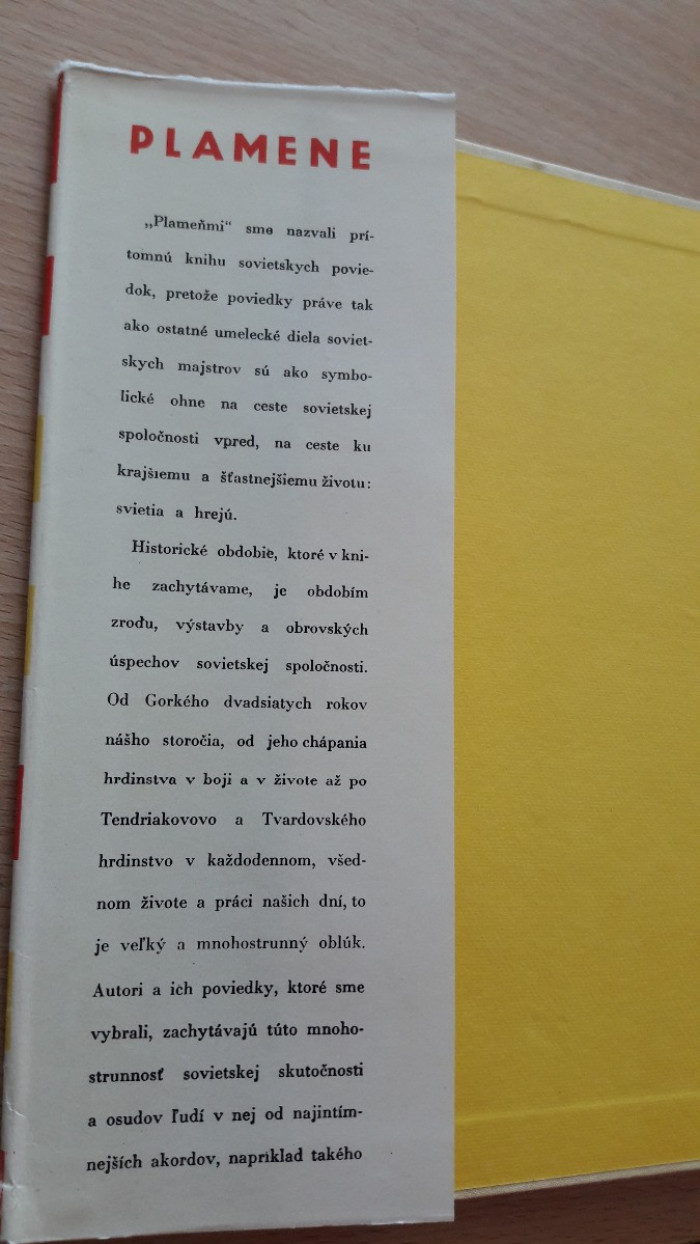 PLAMENE
„Plameňmi“ sme nazvali prí-
tomnú knihu sovietskych povie-
dok, pretože poviedky práve tak
ako ostatné umelecké diela soviet-
skych majstrov sú ako symbo-
lické ohne na ceste sovietskej
spoločnosti vpred, na ceste ku
krajšiemu a šťastnejšiemu životu:
svietia a hrejú.
Historické obdobie, ktoré v kni-
he zachytávame, je obdobím
zrodu, výstavby a obrovských
úspechov sovietskej spoločnosti.
Od Gorkého dvadsiatych rokov
nášho storočia, od jeho chápania
hrdinstva v boji a v živote až po
Tendriakovovo a Tvardovského
hrdinstvo v každodennom, všed-
nom živote a práci našich dní, to
je veľký a mnohostrunný oblúk.
Autori a ich poviedky, ktoré sme
vybrali, zachytávajú túto mnoho-
strunnosť sovietskej skutočnosti
a osudov ľudí v nej od najintím-
nejších akordov, napríklad takého